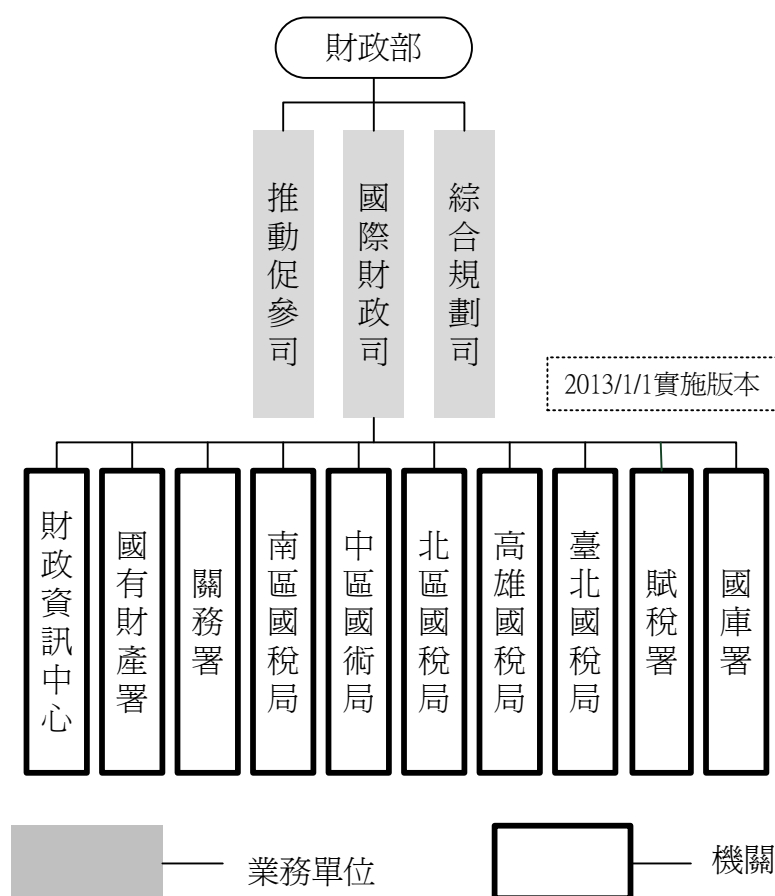 財政部
推動促參司
國際財政司
綜合規劃司
2013/1/1實施版本
財政資訊中心
國有財產署
關務署
南區國稅局
中區國術局
北區國稅局
高雄國稅局
臺北國稅局
賦稅署
國庫署
業務單位
機關